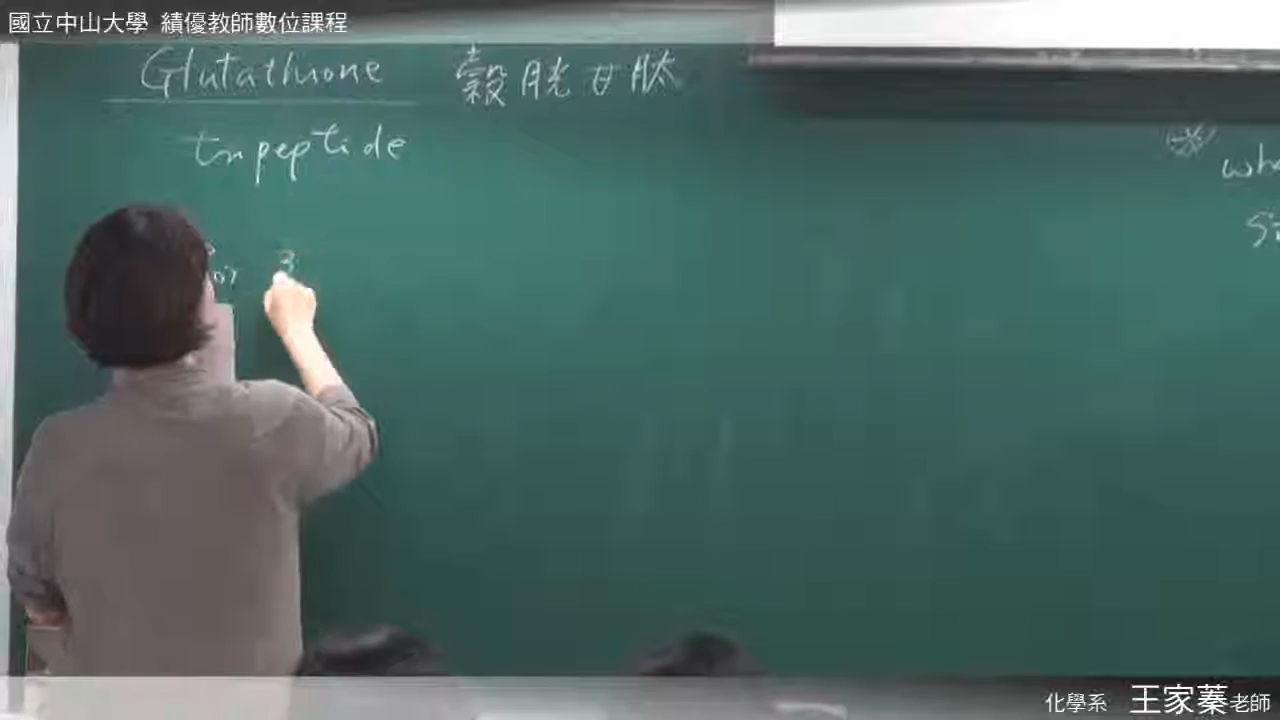 國立中山大學 績優教師數位課程
Glutathione 穀胱甘肽
tripeptide
3
化學系 王家蓁老師